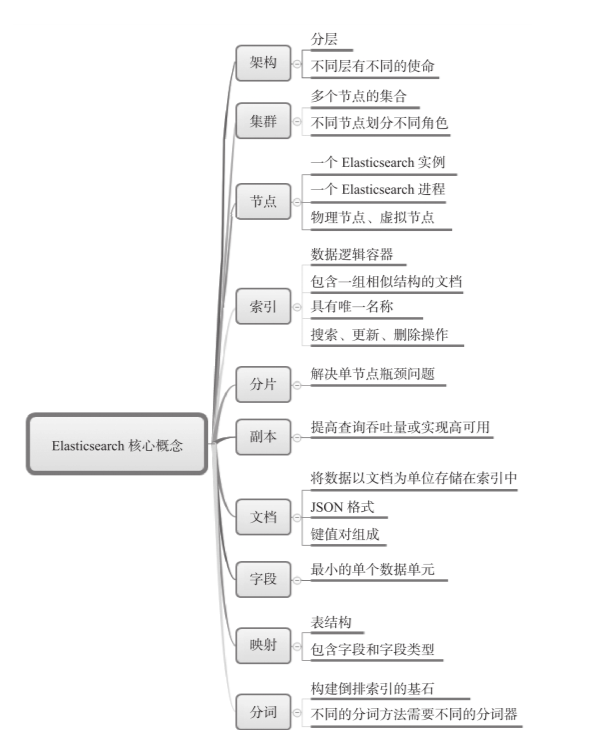 Elasticsearch 核心概念
架构
分层
不同层有不同的使命
集群
多个节点的集合
不同节点划分不同角色
节点
一个 Elasticsearch 实例
一个 Elasticsearch 进程
物理节点、虚拟节点
索引
数据逻辑容器
包含一组相似结构的文档
具有唯一名称
搜索、更新、删除操作
分片
解决单节点瓶颈问题
副本
提高查询吞吐量或实现高可用
文档
将数据以文档为单位存储在索引中
JSON 格式
键值对组成
字段
最小的单个数据单元
映射
表结构
包含字段和字段类型
分词
构建倒排索引的基石
不同的分词方法需要不同的分词器